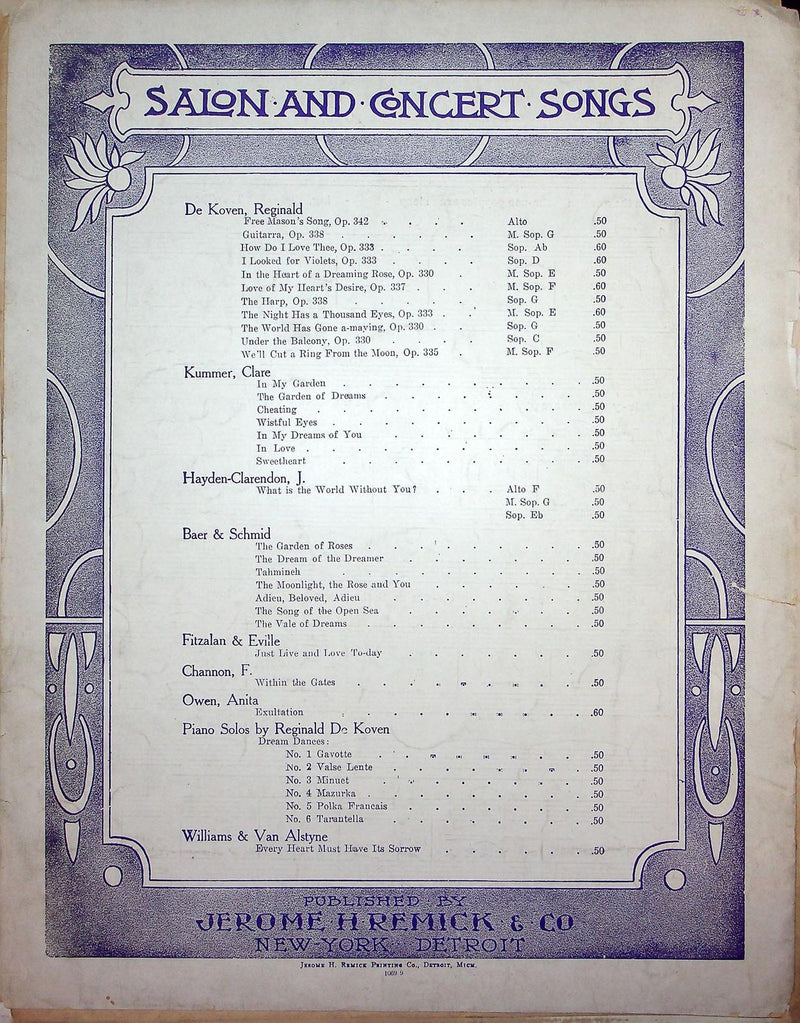 SALON · AND · CONCERT · SONGS
De Koven, Reginald
Free Mason's Song, Op. 342 . . . . Alto .50
Guitarra, Op. 338 . . . . . . M. Sop. G .50
How Do I Love Thee, Op. 333 . . . . Sop. Ab .60
I Looked for Violets, Op. 333 . . . . Sop. D .60
In the Heart of a Dreaming Rose, Op. 330 . M. Sop. E .50
Love of My Heart's Desire, Op. 337 . . . M. Sop. F .60
The Harp, Op. 338 . . . . . Sop. G .50
The Night Has a Thousand Eyes, Op. 333 . . M. Sop. E .60
The World Has Gone a-maying, Op. 330 . . Sop. G .50
Under the Balcony, Op. 330 . . . Sop. C .50
We'll Cut a Ring From the Moon, Op. 335 . M. Sop. F .50
Kummer, Clare
In My Garden . . . . . . . . . .50
The Garden of Dreams . . . . . . . .50
Cheating . . . . . . . . . . .50
Wistful Eyes . . . . . . . . . .50
In My Dreams of You . . . . . . . .50
In Love . . . . . . . . . . .50
Sweetheart . . . . . . . . . .50
Hayden-Clarendon, J.
What is the World Without You? . . . Alto F .50
M. Sop. G .50
Sop. Eb .50
Baer & Schmid
The Garden of Roses . . . . . . . . .50
The Dream of the Dreamer . . . . . . . .50
Tahmineh . . . . . . . . . .50
The Moonlight, the Rose and You . . . . . . .50
Adieu, Beloved, Adieu . . . . . . . .50
The Song of the Open Sea . . . . . . . .50
The Vale of Dreams . . . . . . . . .50
Fitzalan & Eville
Just Live and Love To-day . . . . . . . .50
Channon, F.
Within the Gates . . . . . . . . .50
Owen, Anita
Exultation . . . . . . . . . .60
Piano Solos by Reginald De Koven
Dream Dances:
No. 1 Gavotte . . . . . . . .50
No. 2 Valse Lente . . . . . . . .50
No. 3 Minuet . . . . . . . .50
No. 4 Mazurka . . . . . . . . .50
No. 5 Polka Francais . . . . . . . .50
No. 6 Tarantella . . . . . . . . .50
Williams & Van Alstyne
Every Heart Must Have Its Sorrow . . . . . . .50
PUBLISHED BY
JEROME H REMICK & CO
NEW-YORK DETROIT
Jerome H. Remick Printing Co., Detroit, Mich.